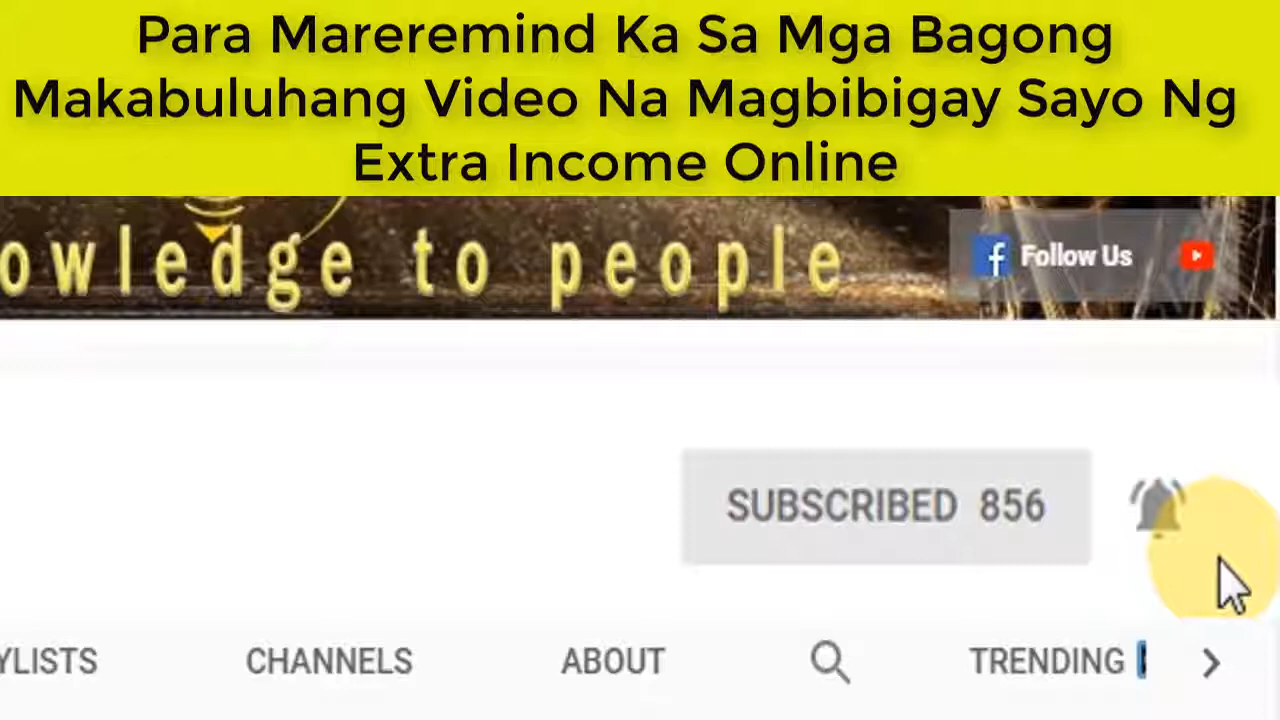 Para Mareremind Ka Sa Mga Bagong
Makabuluhang Video Na Magbibigay Sayo Ng
Extra Income Online
owledge to people
Follow Us
SUBSCRIBED 856
YLISTS CHANNELS ABOUT TRENDING